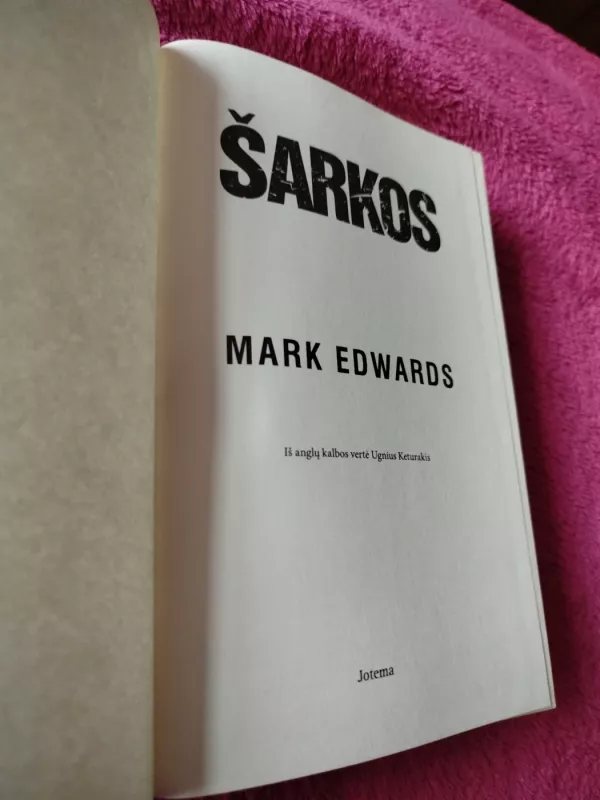 ŠARKOS
MARK EDWARDS
Iš anglų kalbos vertė Ugnius Keturakis
Jotema